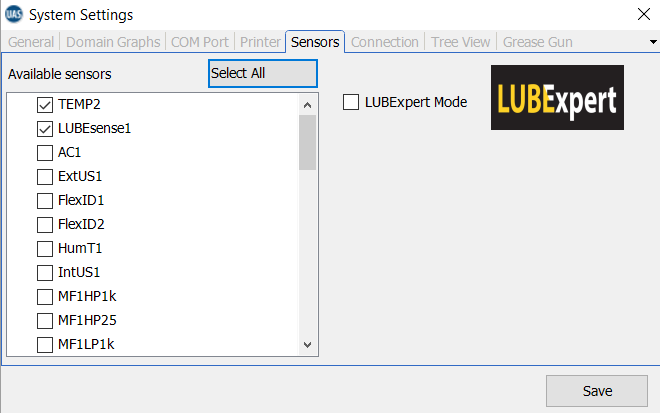 UAS System Settings
General Domain Graphs COM Port Printer Sensors Connection Tree View Grease Gun
Available sensors Select All
TEMP2
LUBEsense1
AC1
ExtUS1
FlexID1
FlexID2
HumT1
IntUS1
MF1HP1k
MF1HP25
MF1LP1k
LUBExpert Mode
LUBExpert
Save